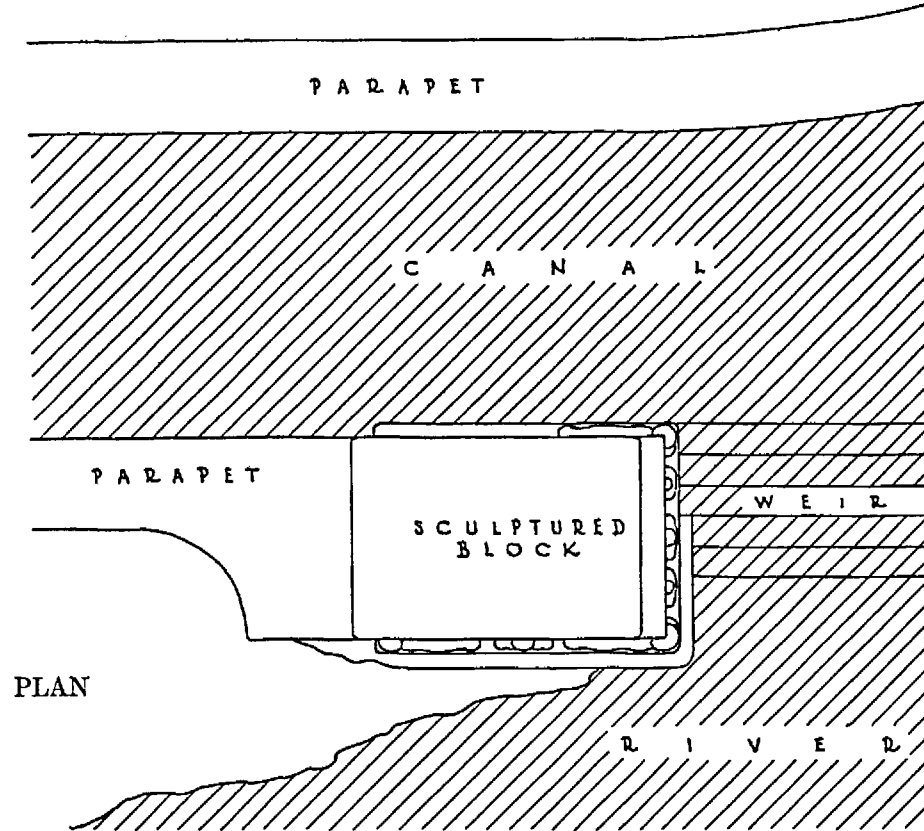 PARAPET
CANAL
PARAPET
WEIR
SCULPTURED
BLOCK
PLAN
RIVER